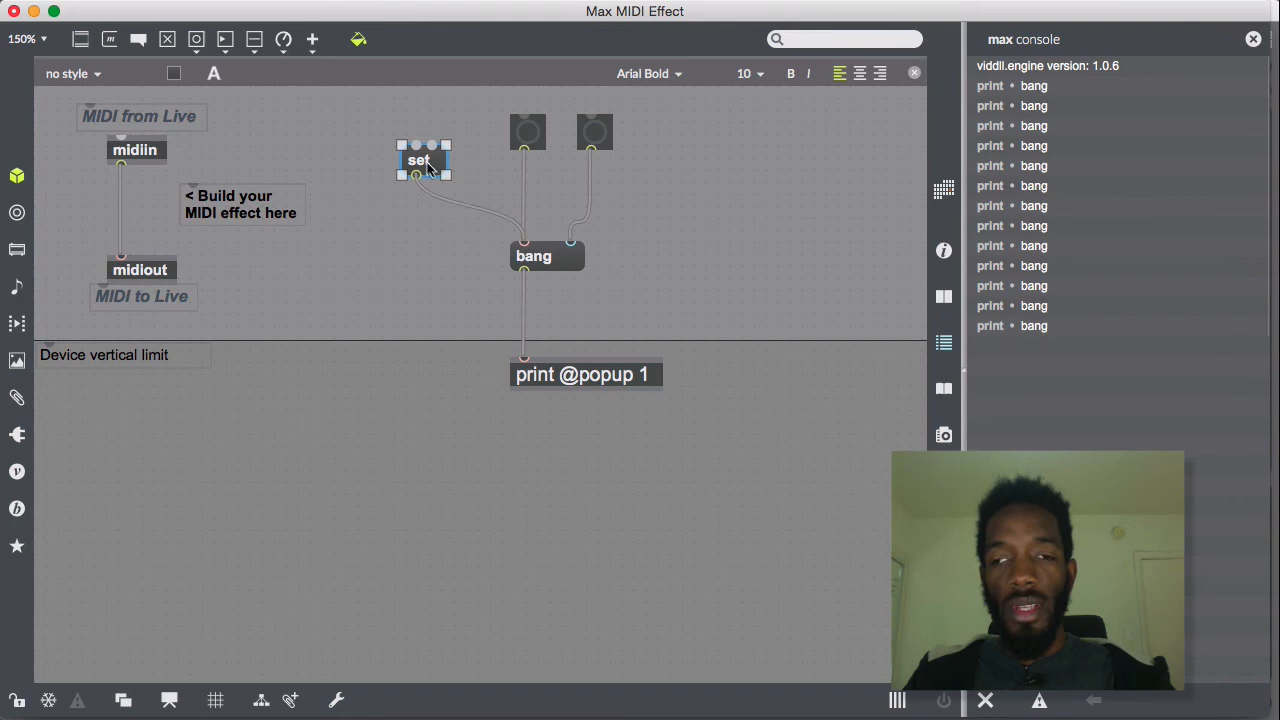 Max MIDI Effect
150%
no style
A
Arial Bold
10
B
I
max console
viddll.engine version: 1.0.6
print • bang
print • bang
print • bang
print • bang
print • bang
print • bang
print • bang
print • bang
print • bang
print • bang
print • bang
print • bang
print • bang
MIDI from Live
midiin
< Build your
MIDI effect here
midiout
MIDI to Live
set
bang
Device vertical limit
print @popup 1